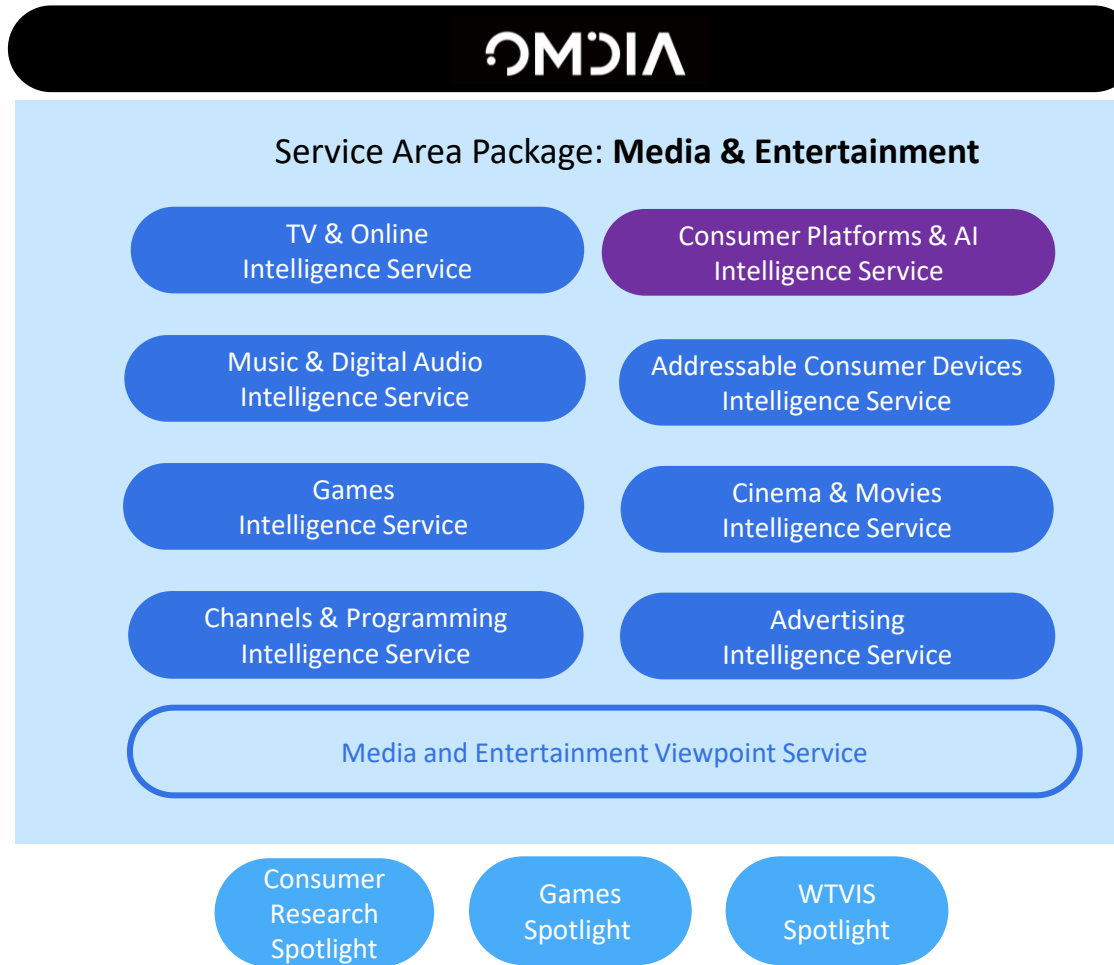 OMDIA
Service Area Package: Media & Entertainment
TV & Online
Intelligence Service
Consumer Platforms & AI
Intelligence Service
Music & Digital Audio
Intelligence Service
Addressable Consumer Devices
Intelligence Service
Games
Intelligence Service
Cinema & Movies
Intelligence Service
Channels & Programming
Intelligence Service
Advertising
Intelligence Service
Media and Entertainment Viewpoint Service
Consumer
Research
Spotlight
Games
Spotlight
WTVIS
Spotlight